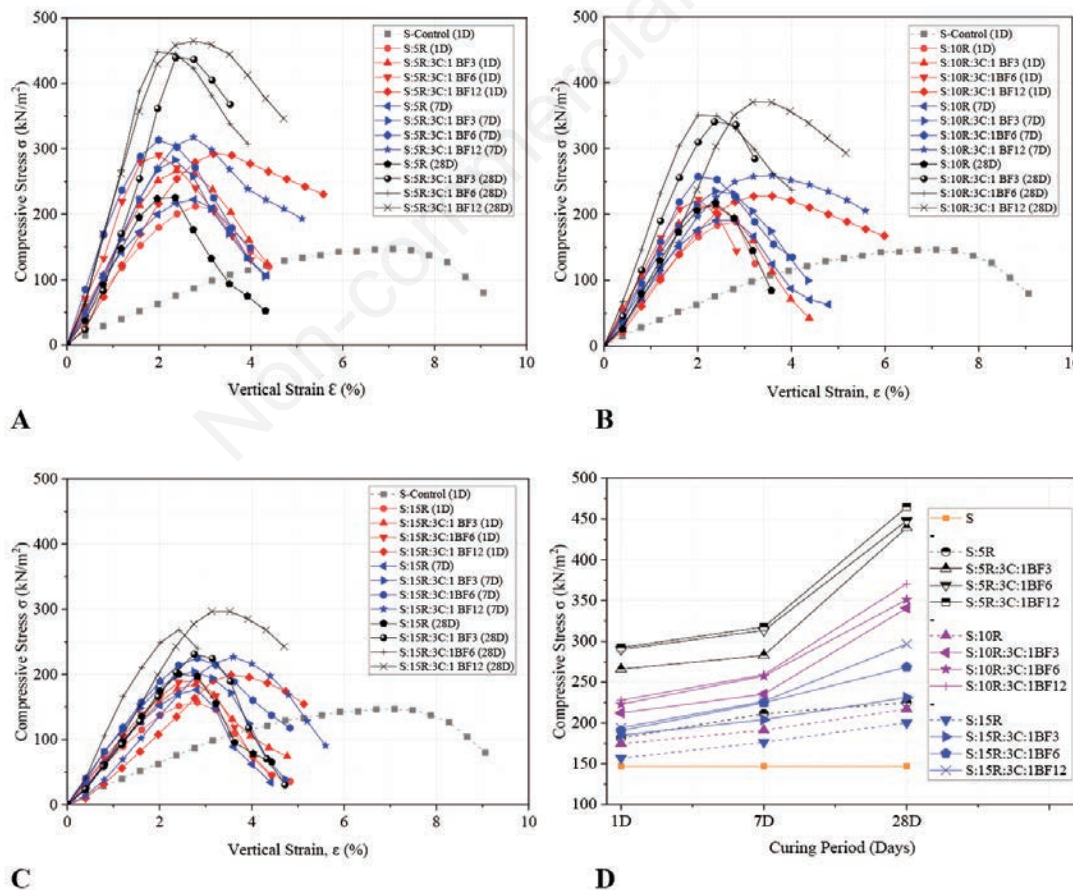 Non-commercial
500
400
300
200
100
0
0
2
4
6
8
10
Compressive Stress σ (kN/m²)
Vertical Strain Ɛ (%)
S-Control (1D)
S:5R (1D)
S:5R:3C:1 BF3 (1D)
S:5R:3C:1 BF6 (1D)
S:5R:3C:1 BF12 (1D)
S:5R (7D)
S:5R:3C:1 BF3 (7D)
S:5R:3C:1 BF6 (7D)
S:5R:3C:1 BF12 (7D)
S:5R (28D)
S:5R:3C:1 BF3 (28D)
S:5R:3C:1 BF6 (28D)
S:5R:3C:1 BF12 (28D)
A
500
400
300
200
100
0
0
2
4
6
8
10
Compressive Stress σ (kN/m²)
Vertical Strain, ε (%)
S-Control (1D)
S:10R (1D)
S:10R:3C:1 BF3 (1D)
S:10R:3C:1BF6 (1D)
S:10R:3C:1 BF12 (1D)
S:10R (7D)
S:10R:3C:1 BF3 (7D)
S:10R:3C:1BF6 (7D)
S:10R:3C:1 BF12 (7D)
S:10R (28D)
S:10R:3C:1 BF3 (28D)
S:10R:3C:1BF6 (28D)
S:10R:3C:1 BF12 (28D)
B
500
400
300
200
100
0
0
2
4
6
8
10
Compressive Stress σ (kN/m²)
Vertical Strain, ε (%)
S-Control (1D)
S:15R (1D)
S:15R:3C:1 BF3 (1D)
S:15R:3C:1BF6 (1D)
S:15R:3C:1 BF12 (1D)
S:15R (7D)
S:15R:3C:1 BF3 (7D)
S:15R:3C:1BF6 (7D)
S:15R:3C:1 BF12 (7D)
S:15R (28D)
S:15R:3C:1 BF3 (28D)
S:15R:3C:1BF6 (28D)
S:15R:3C:1 BF12 (28D)
C
500
450
400
350
300
250
200
150
100
1D
7D
28D
Compressive Stress σ (kN/m²)
Curing Period (Days)
S
S:5R
S:5R:3C:1BF3
S:5R:3C:1BF6
S:5R:3C:1BF12
S:10R
S:10R:3C:1BF3
S:10R:3C:1BF6
S:10R:3C:1BF12
S:15R
S:15R:3C:1BF3
S:15R:3C:1BF6
S:15R:3C:1BF12
D